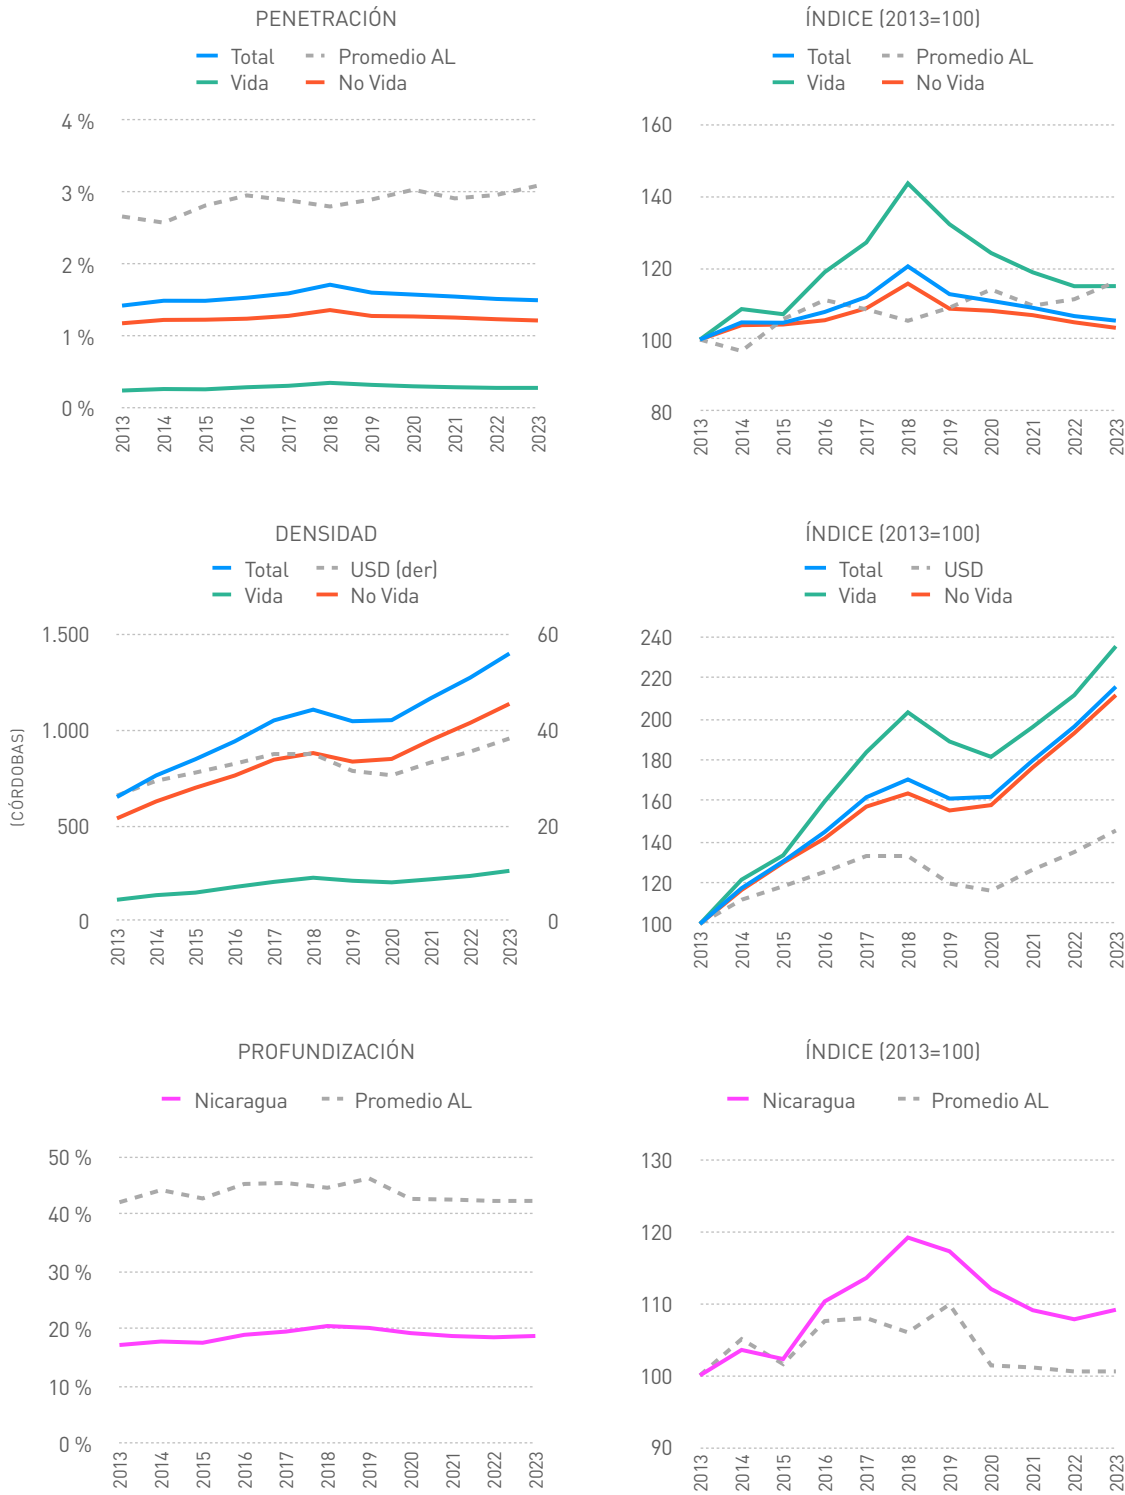 PENETRACIÓN
Total Promedio AL
Vida No Vida
4 %
3 %
2 %
1 %
0 %
2013 2014 2015 2016 2017 2018 2019 2020 2021 2022 2023
ÍNDICE (2013=100)
Total Promedio AL
Vida No Vida
160
140
120
100
80
2013 2014 2015 2016 2017 2018 2019 2020 2021 2022 2023
DENSIDAD
Total USD (der)
Vida No Vida
(CÓRDOBAS)
1.500 60
1.000 40
500 20
0 0
2013 2014 2015 2016 2017 2018 2019 2020 2021 2022 2023
ÍNDICE (2013=100)
Total USD
Vida No Vida
240
220
200
180
160
140
120
100
2013 2014 2015 2016 2017 2018 2019 2020 2021 2022 2023
PROFUNDIZACIÓN
Nicaragua Promedio AL
50 %
40 %
30 %
20 %
10 %
0 %
2013 2014 2015 2016 2017 2018 2019 2020 2021 2022 2023
ÍNDICE (2013=100)
Nicaragua Promedio AL
130
120
110
100
90
2013 2014 2015 2016 2017 2018 2019 2020 2021 2022 2023